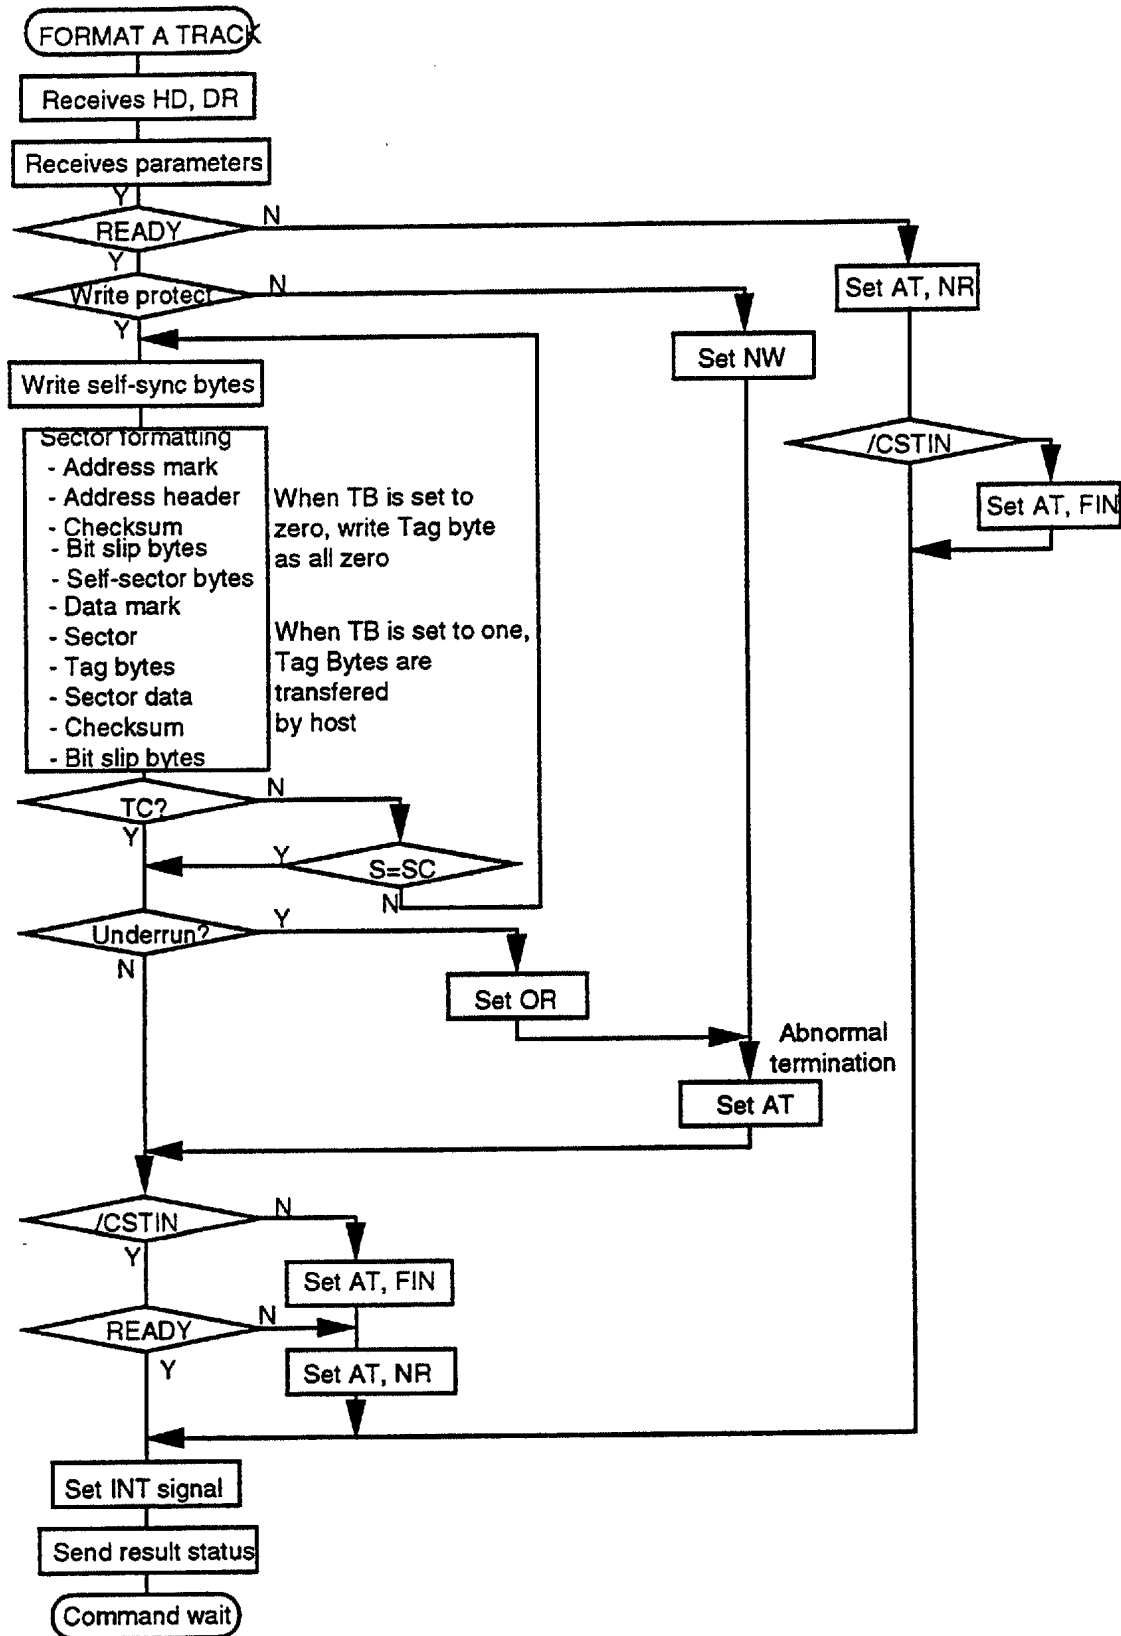 FORMAT A TRACK
Receives HD, DR
Receives parameters
Y
READY
N
Y
Write protect
N
Y
Set AT, NR
Set NW
Write self-sync bytes
/CSTIN
Set AT, FIN
Sector formatting
- Address mark
- Address header
- Checksum
- Bit slip bytes
- Self-sector bytes
- Data mark
- Sector
- Tag bytes
- Sector data
- Checksum
- Bit slip bytes
When TB is set to
zero, write Tag byte
as all zero
When TB is set to one,
Tag Bytes are
transfered
by host
TC?
N
Y
S=SC
Y
N
Underrun?
Y
N
Set OR
Abnormal
termination
Set AT
/CSTIN
N
Y
Set AT, FIN
READY
N
Y
Set AT, NR
Set INT signal
Send result status
Command wait